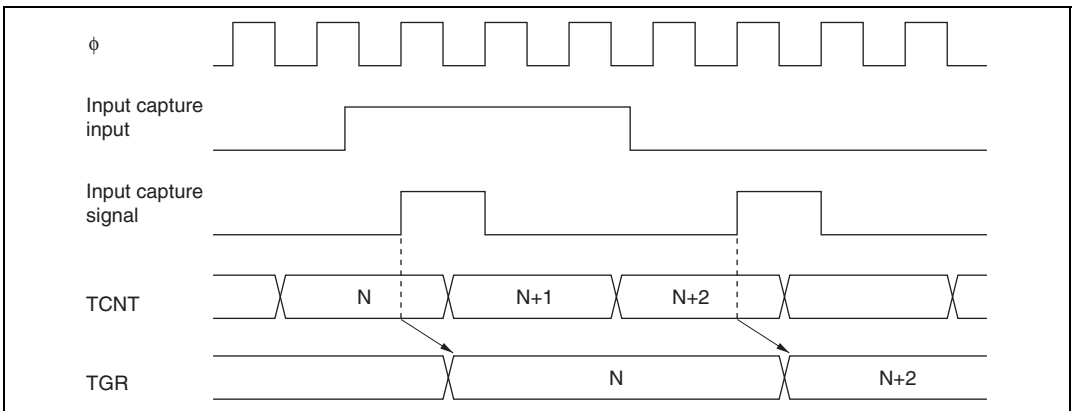 ϕ
Input capture
input
Input capture
signal
TCNT
N
N+1
N+2
TGR
N
N+2